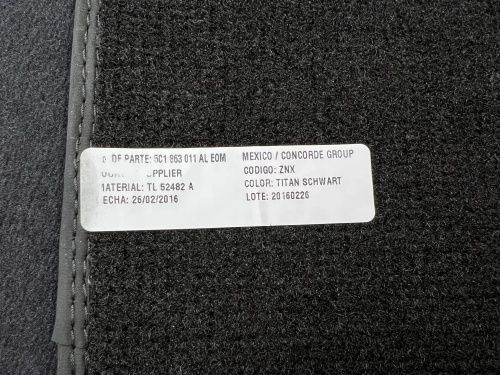 DE PARTE: 5C1 863 011 AL EOM MEXICO / CONCORDE GROUP
CODIGO: ZNX
MATERIAL: TL 52482 A COLOR: TITAN SCHWART
ECHA: 26/02/2016 LOTE: 20160226